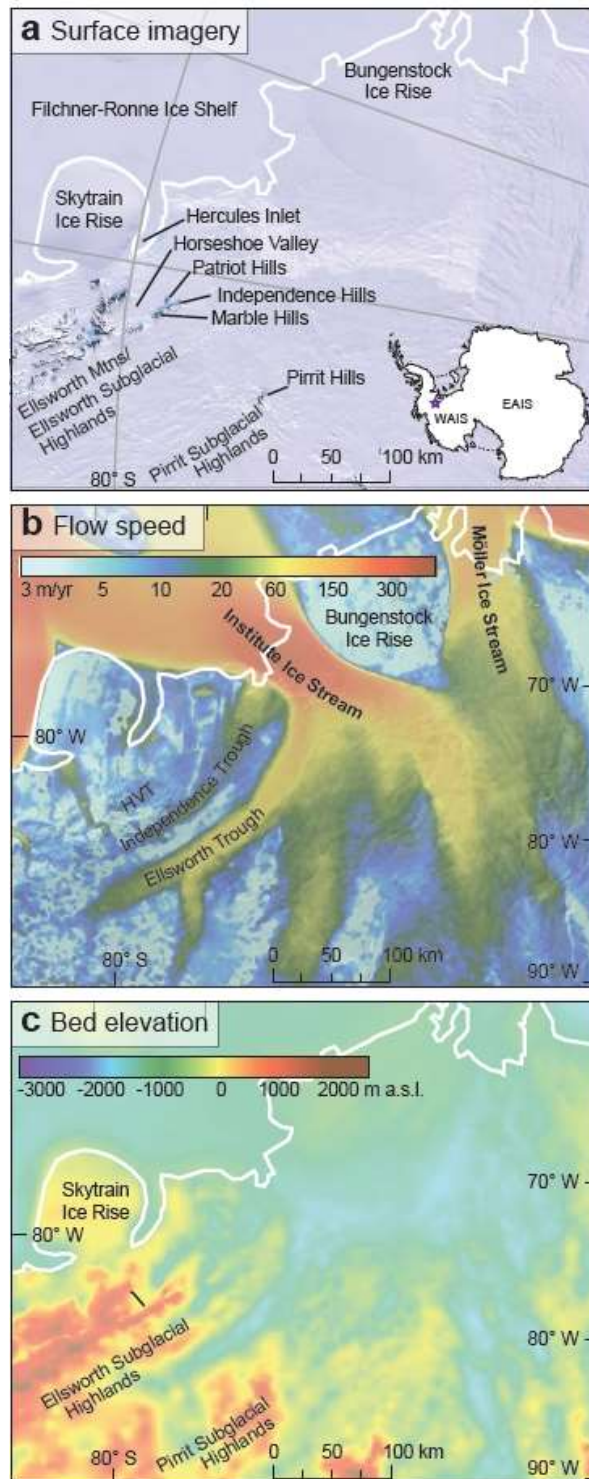 a Surface imagery
Bungenstock
Ice Rise
Filchner-Ronne Ice Shelf
Skytrain
Ice Rise
Hercules Inlet
Horseshoe Valley
Patriot Hills
Independence Hills
Marble Hills
Ellsworth Mtns/
Ellsworth Subglacial
Highlands
Pirrit Hills
Pirrit Subglacial
Highlands
WAIS
EAIS
80° S
0 50 100 km
b Flow speed
3 m/yr 5 10 20 60 150 300
Möller Ice Stream
Bungenstock
Ice Rise
Institute Ice Stream
70° W
80° W
HVT
Independence Trough
Ellsworth Trough
80° W
80° S
0 50 100 km
90° W
c Bed elevation
-3000 -2000 -1000 0 1000 2000 m a.s.l.
70° W
Skytrain
Ice Rise
80° W
80° W
Ellsworth Subglacial
Highlands
Pirrit Subglacial
Highlands
80° S
0 50 100 km
90° W